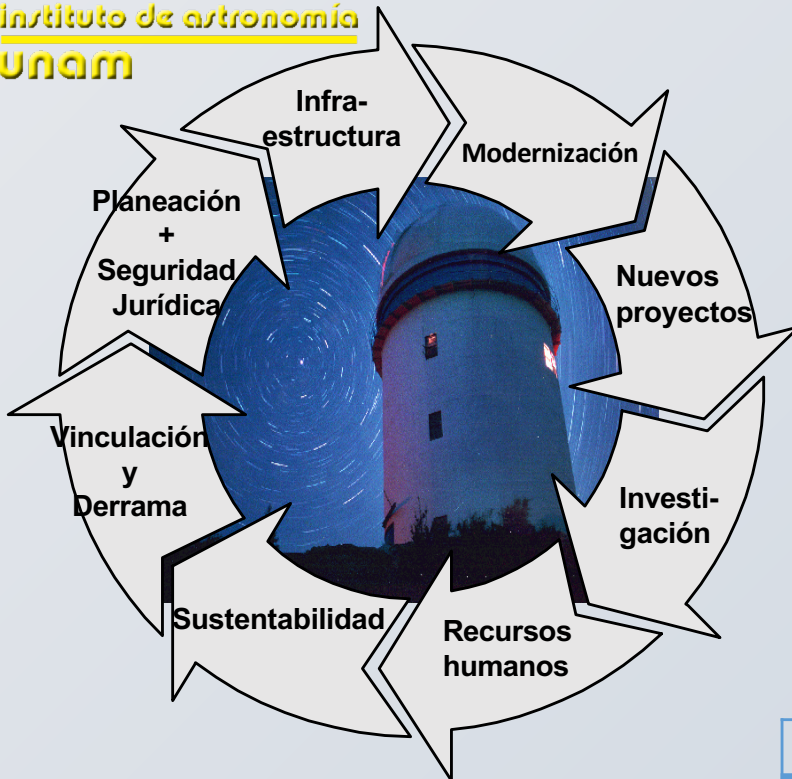 instituto de astronomía
unam
Infra-
estructura
Modernización
Nuevos
proyectos
Investi-
gación
Recursos
humanos
Sustentabilidad
Vinculación
y
Derrama
Planeación
+
Seguridad
Jurídica